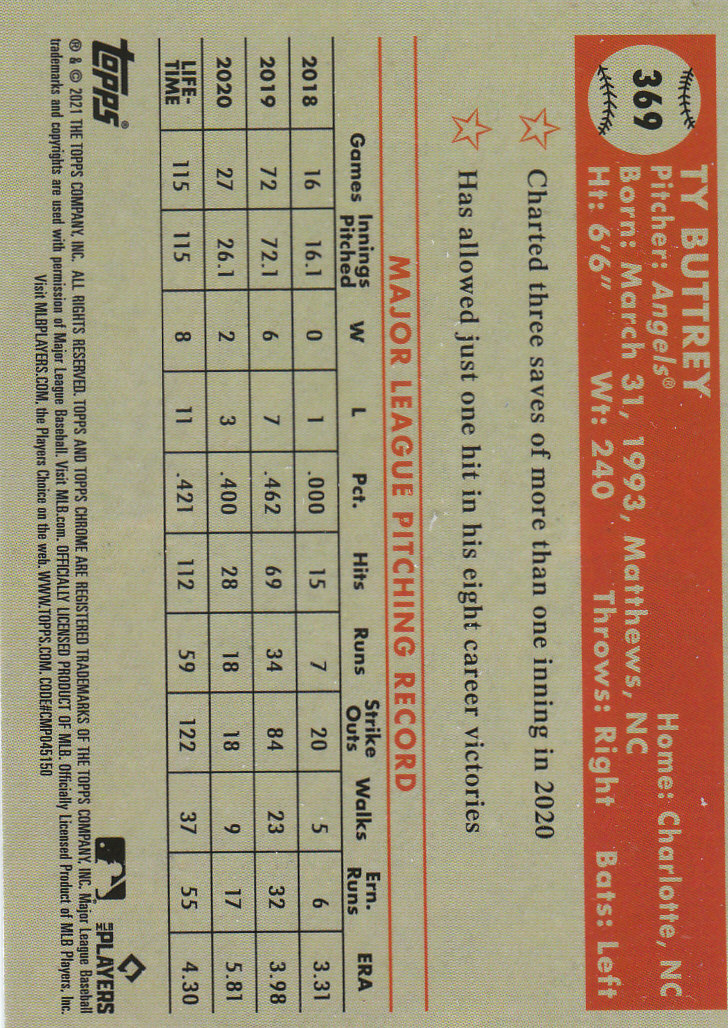 369
TY BUTTREY
Pitcher: Angels® Home: Charlotte, NC
Born: March 31, 1993, Matthews, NC
Ht: 6'6" Wt: 240 Throws: Right Bats: Left
Charted three saves of more than one inning in 2020
Has allowed just one hit in his eight career victories
MAJOR LEAGUE PITCHING RECORD
Games Innings Pitched W L Pct. Hits Runs Strike Outs Walks Ern. Runs ERA
2018 16 16.1 0 1 .000 15 7 20 5 6 3.31
2019 72 72.1 6 7 .462 69 34 84 23 32 3.98
2020 27 26.1 2 3 .400 28 18 18 9 17 5.81
LIFE-TIME 115 115 8 11 .421 112 59 122 37 55 4.30
topps®
MLB PLAYERS
® & © 2021 THE TOPPS COMPANY, INC. ALL RIGHTS RESERVED. TOPPS AND TOPPS CHROME ARE REGISTERED TRADEMARKS OF THE TOPPS COMPANY, INC. Major League Baseball
trademarks and copyrights are used with permission of Major League Baseball. Visit MLB.com. OFFICIALLY LICENSED PRODUCT OF MLB. Officially Licensed Product of MLB Players, Inc.
Visit MLBPLAYERS.COM, the Players Choice on the web. WWW.TOPPS.COM. CODE#CMP045150